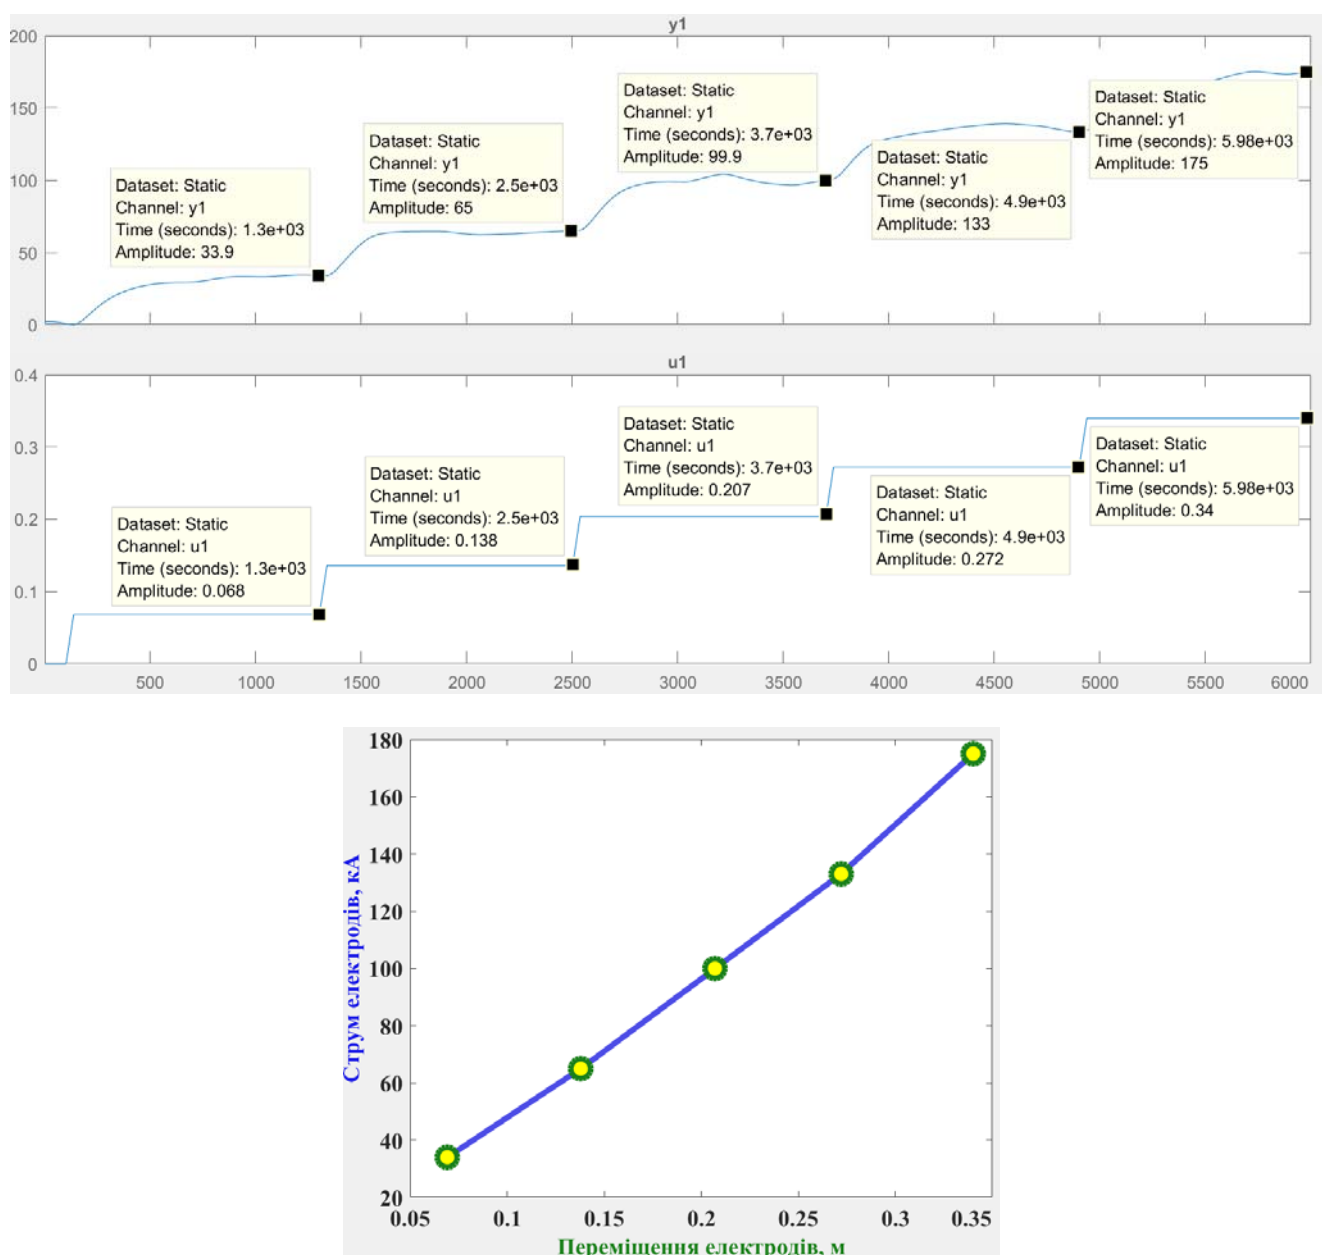 y1
200
150
100
50
0
Dataset: Static
Channel: y1
Time (seconds): 1.3e+03
Amplitude: 33.9
Dataset: Static
Channel: y1
Time (seconds): 2.5e+03
Amplitude: 65
Dataset: Static
Channel: y1
Time (seconds): 3.7e+03
Amplitude: 99.9
Dataset: Static
Channel: y1
Time (seconds): 4.9e+03
Amplitude: 133
Dataset: Static
Channel: y1
Time (seconds): 5.98e+03
Amplitude: 175
u1
0.4
0.3
0.2
0.1
0
Dataset: Static
Channel: u1
Time (seconds): 1.3e+03
Amplitude: 0.068
Dataset: Static
Channel: u1
Time (seconds): 2.5e+03
Amplitude: 0.138
Dataset: Static
Channel: u1
Time (seconds): 3.7e+03
Amplitude: 0.207
Dataset: Static
Channel: u1
Time (seconds): 4.9e+03
Amplitude: 0.272
Dataset: Static
Channel: u1
Time (seconds): 5.98e+03
Amplitude: 0.34
500 1000 1500 2000 2500 3000 3500 4000 4500 5000 5500 6000
Струм електродів, кА
180
160
140
120
100
80
60
40
20
0.05 0.1 0.15 0.2 0.25 0.3 0.35
Переміщення електродів, м